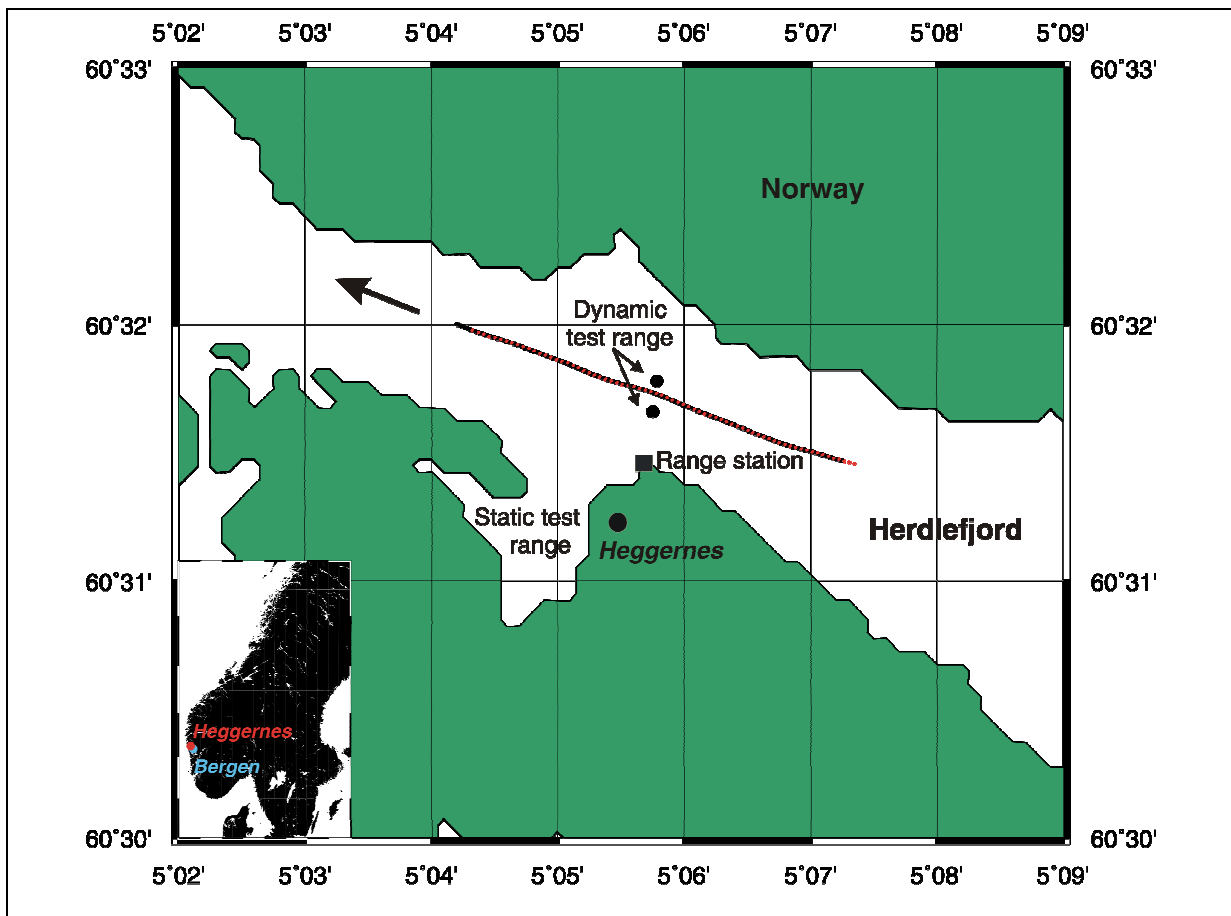 5°02' 5°03' 5°04' 5°05' 5°06' 5°07' 5°08' 5°09'
60°33' 60°33'
Norway
Dynamic
test range
60°32' 60°32'
Range station
Static test
range
Herdlefjord
Heggernes
60°31' 60°31'
Heggernes
Bergen
60°30' 60°30'
5°02' 5°03' 5°04' 5°05' 5°06' 5°07' 5°08' 5°09'